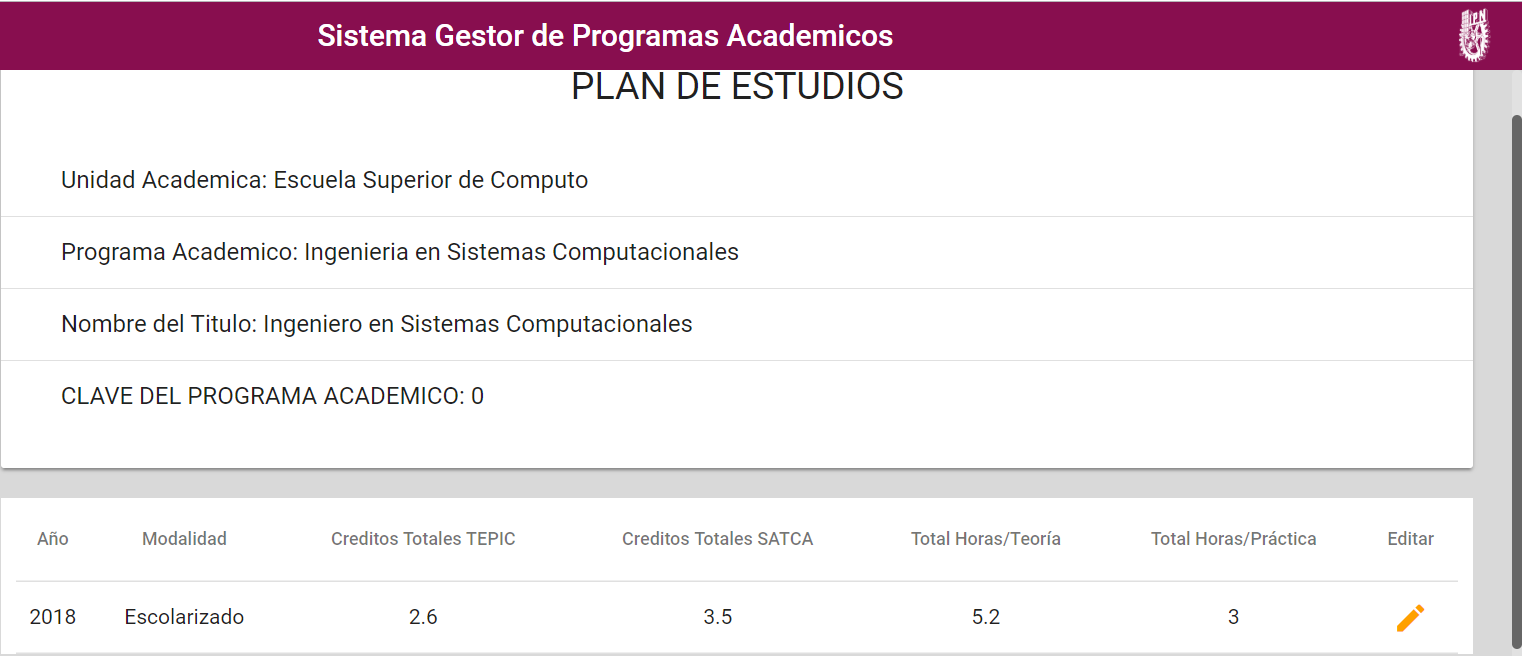 Sistema Gestor de Programas Academicos
IPN
PLAN DE ESTUDIOS
Unidad Academica: Escuela Superior de Computo
Programa Academico: Ingenieria en Sistemas Computacionales
Nombre del Titulo: Ingeniero en Sistemas Computacionales
CLAVE DEL PROGRAMA ACADEMICO: 0
Año Modalidad Creditos Totales TEPIC Creditos Totales SATCA Total Horas/Teoría Total Horas/Práctica Editar
2018 Escolarizado 2.6 3.5 5.2 3